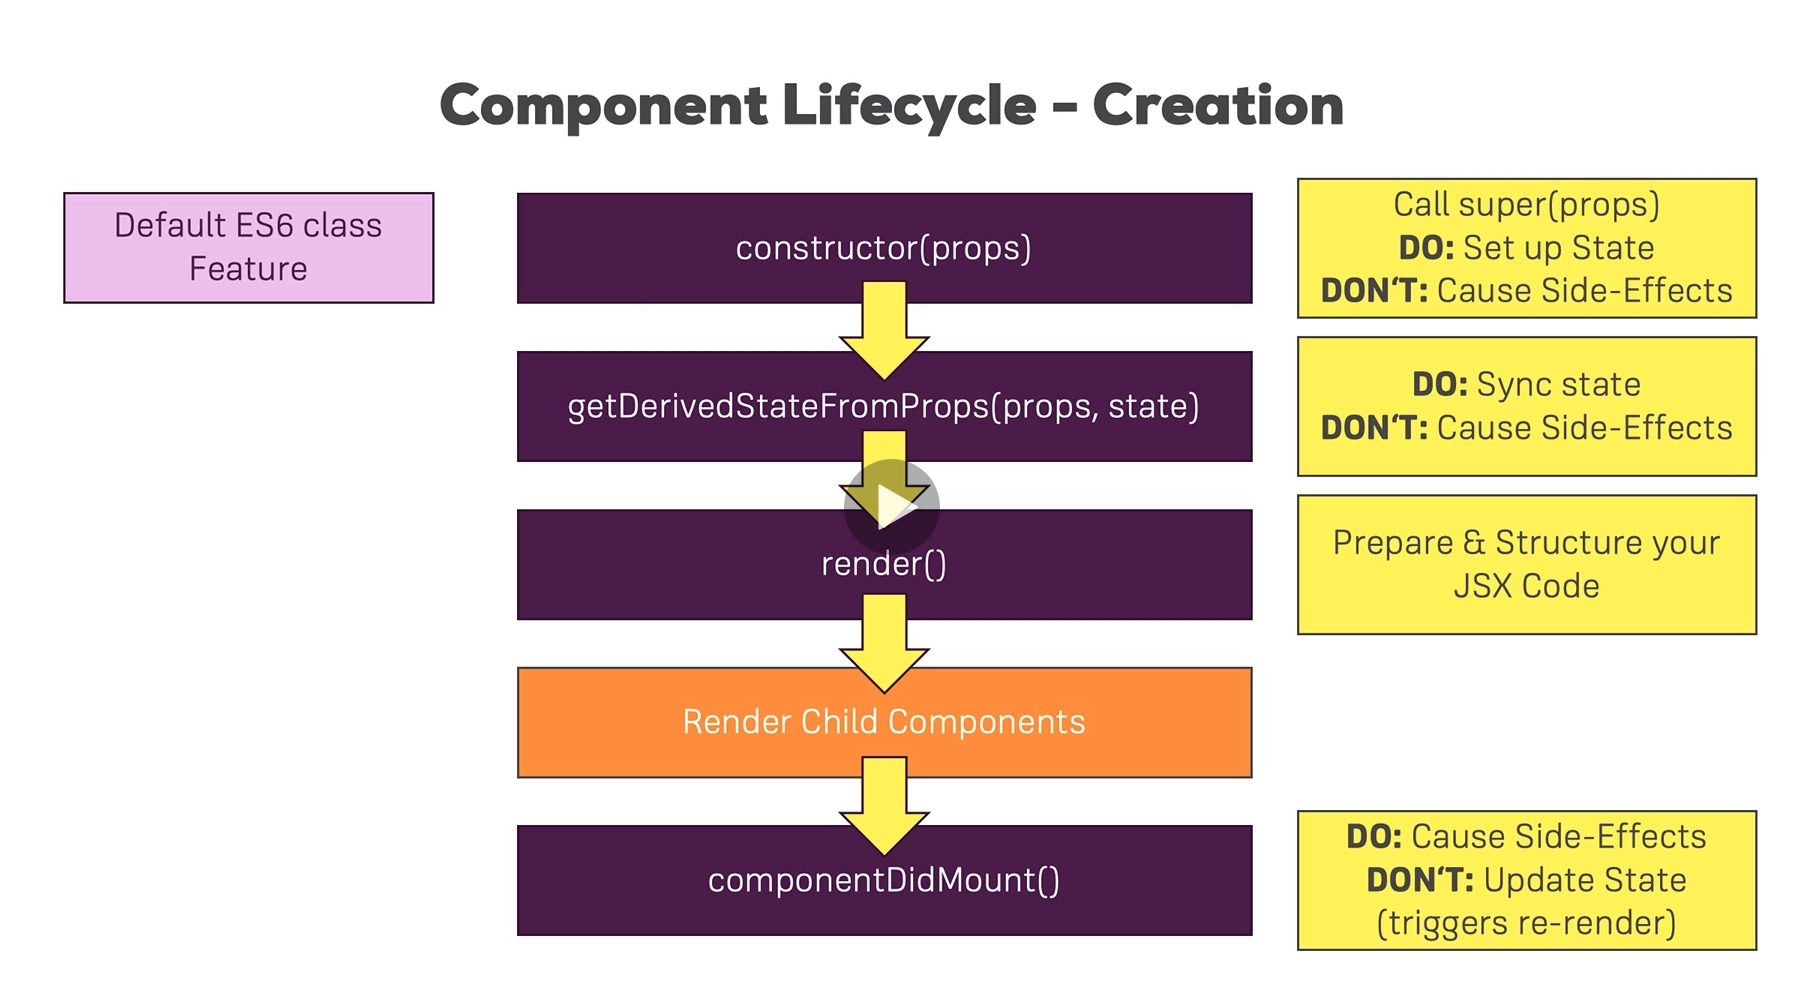 Component Lifecycle – Creation
Default ES6 class
Feature
constructor(props)
Call super(props)
DO: Set up State
DON‘T: Cause Side-Effects
getDerivedStateFromProps(props, state)
DO: Sync state
DON‘T: Cause Side-Effects
render()
Prepare & Structure your
JSX Code
Render Child Components
componentDidMount()
DO: Cause Side-Effects
DON‘T: Update State
(triggers re-render)